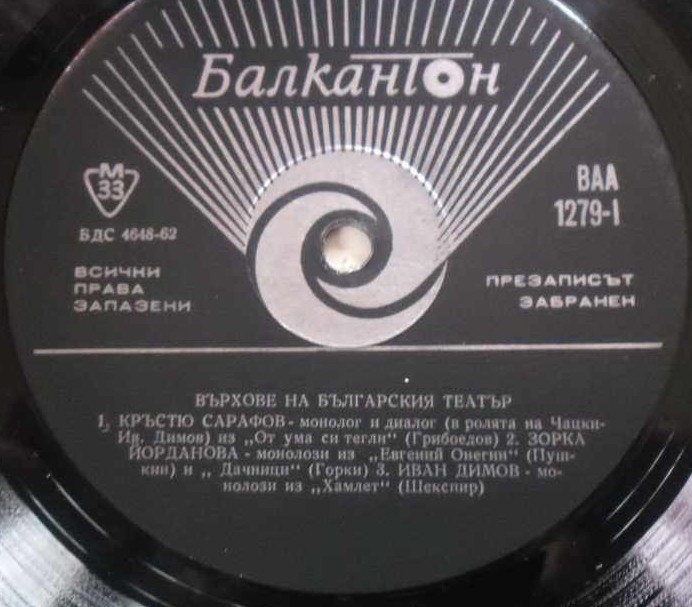 Балкантон
М
33
БДС 4648-62
ВАА
1279-I
ВСИЧКИ
ПРАВА
ЗАПАЗЕНИ
ПРЕЗАПИСЪТ
ЗАБРАНЕН
ВЪРХОВЕ НА БЪЛГАРСКИЯ ТЕАТЪР
1. КРЪСТЮ САРАФОВ - монолог и диалог (в ролята на Чацки-
Ив. Димов) из „От ума си тегли“ (Грибоедов) 2. ЗОРКА
ЙОРДАНОВА - монолози из „Евгений Онегин“ (Пуш-
кин) и „ Дачници“ (Горки) 3. ИВАН ДИМОВ - мо-
нолози из „Хамлет“ (Шекспир)